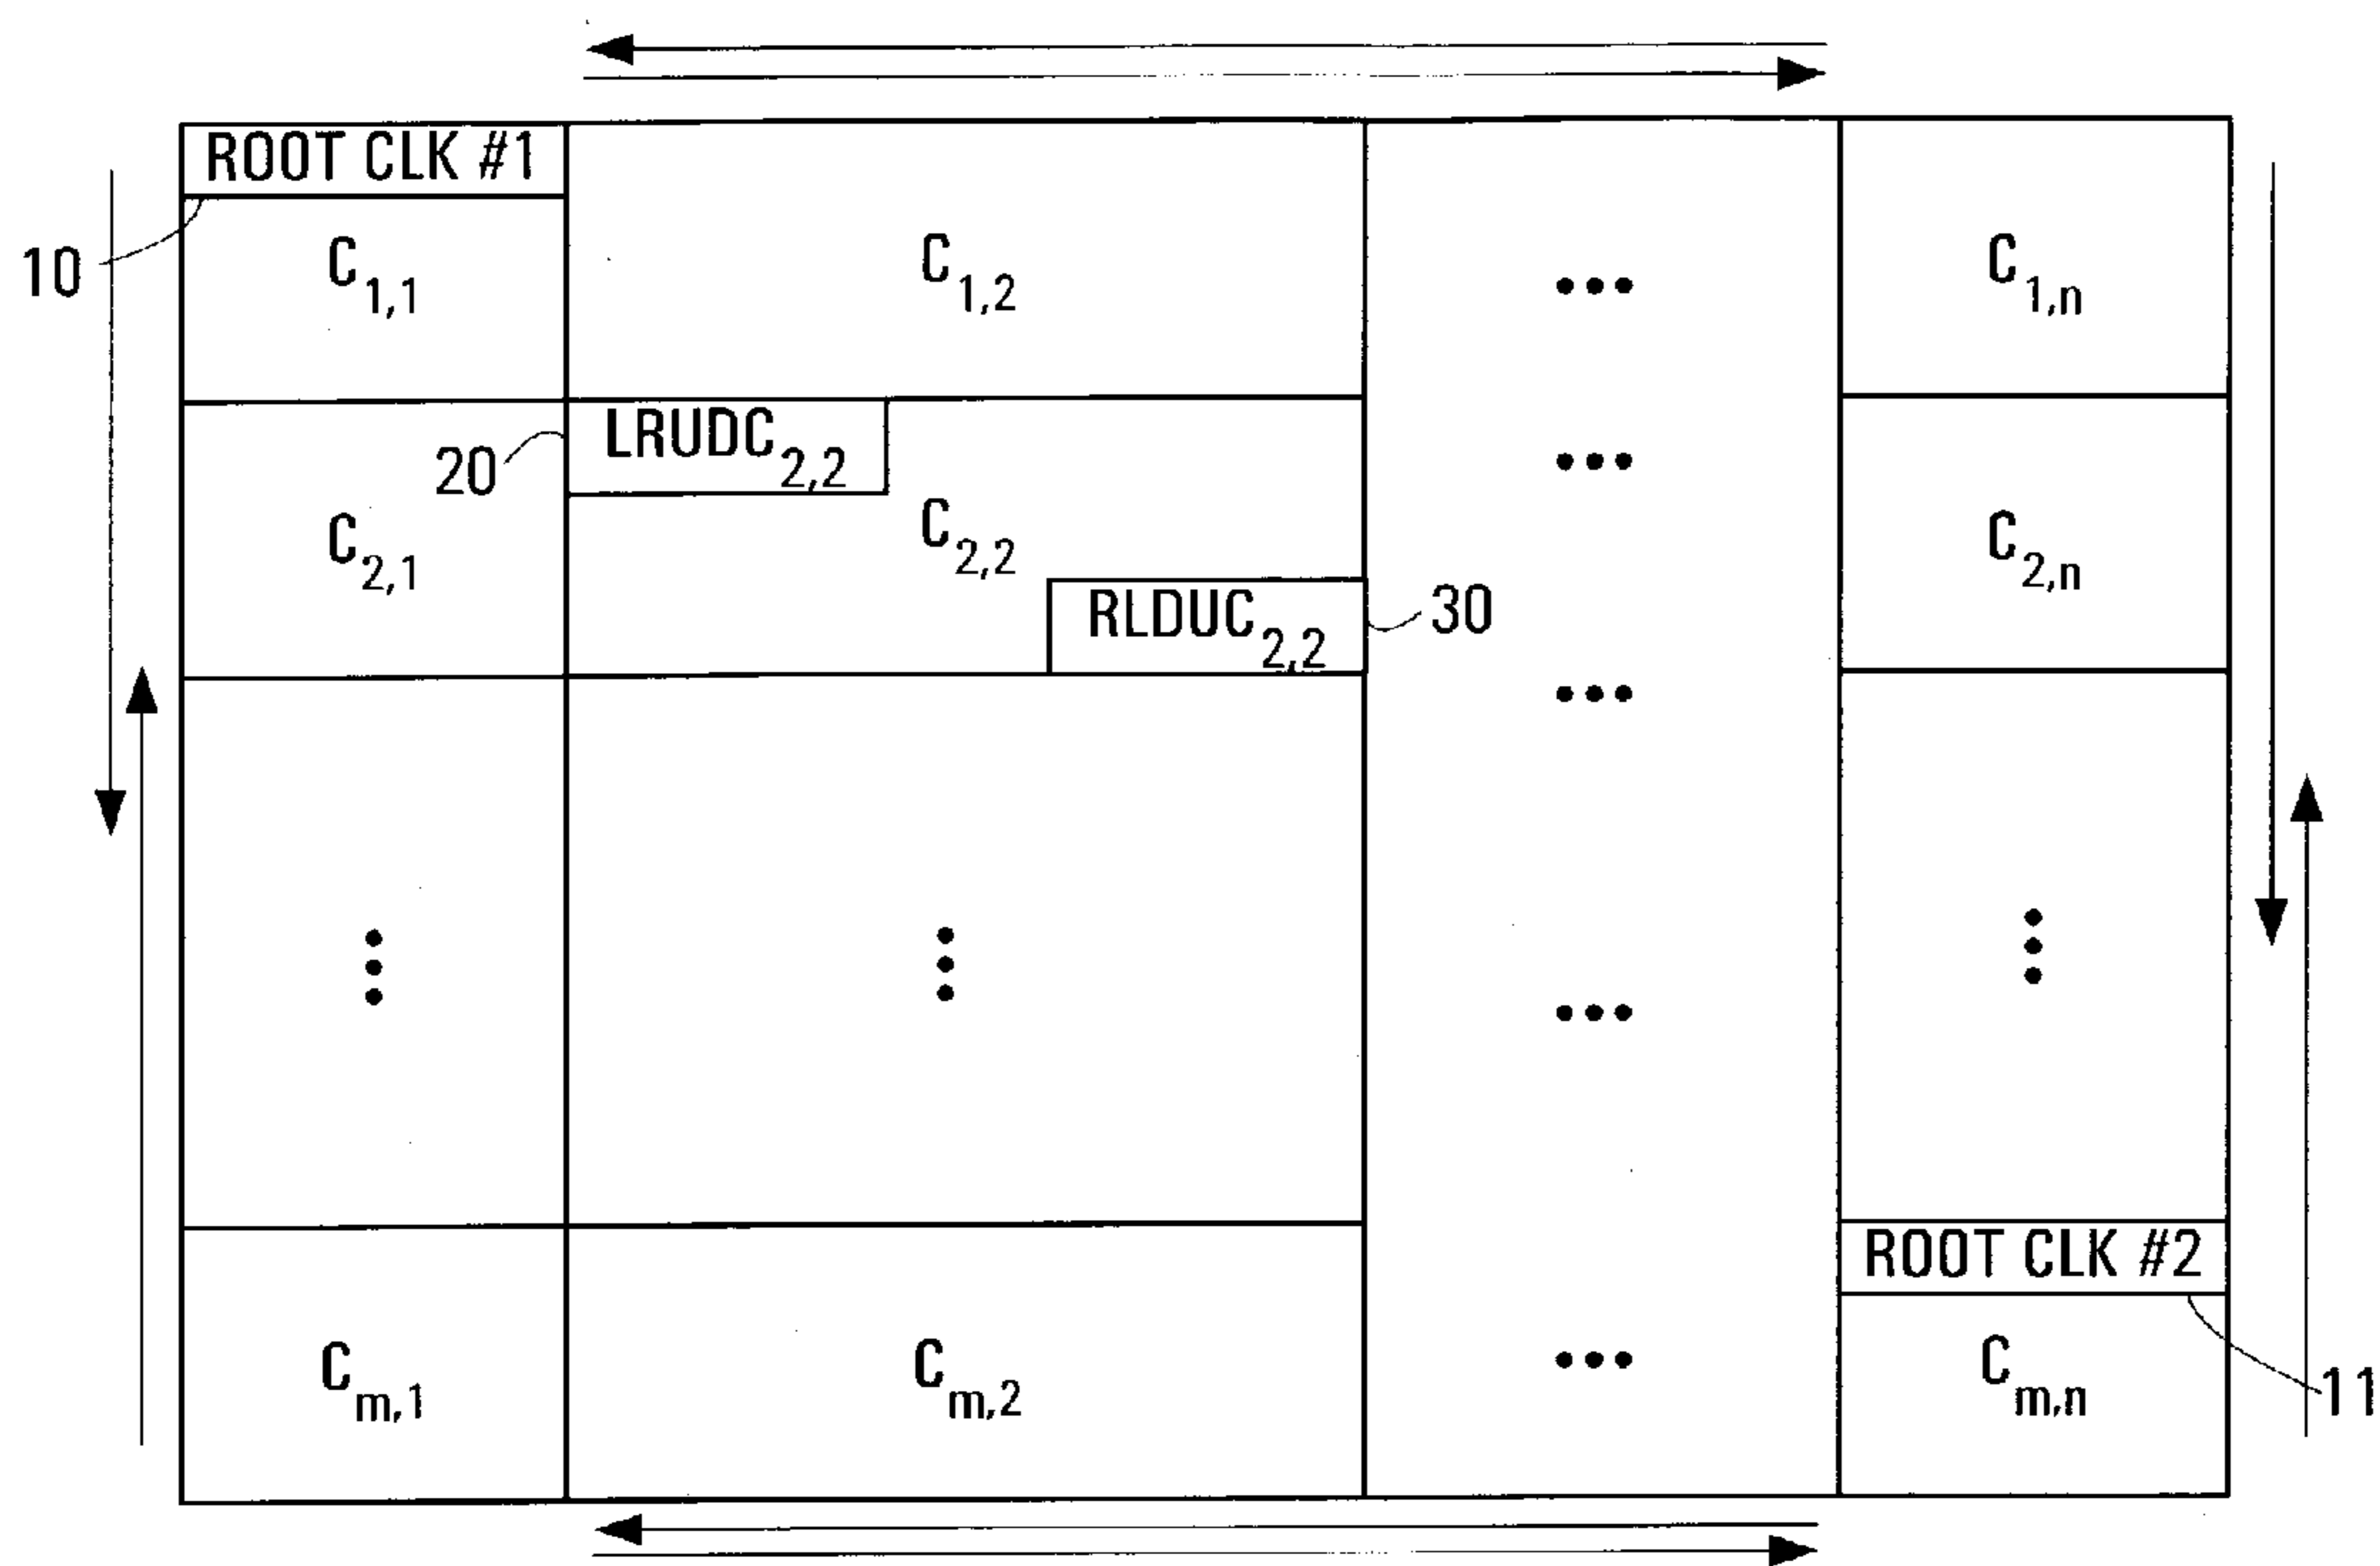 ROOT CLK #1
10
C1,1
C1,2
•••
C1,n
20
LRUDC2,2
•••
C2,1
C2,2
C2,n
RLDUC2,2
30
•••
•••
ROOT CLK #2
Cm,1
Cm,2
•••
Cm,n
11